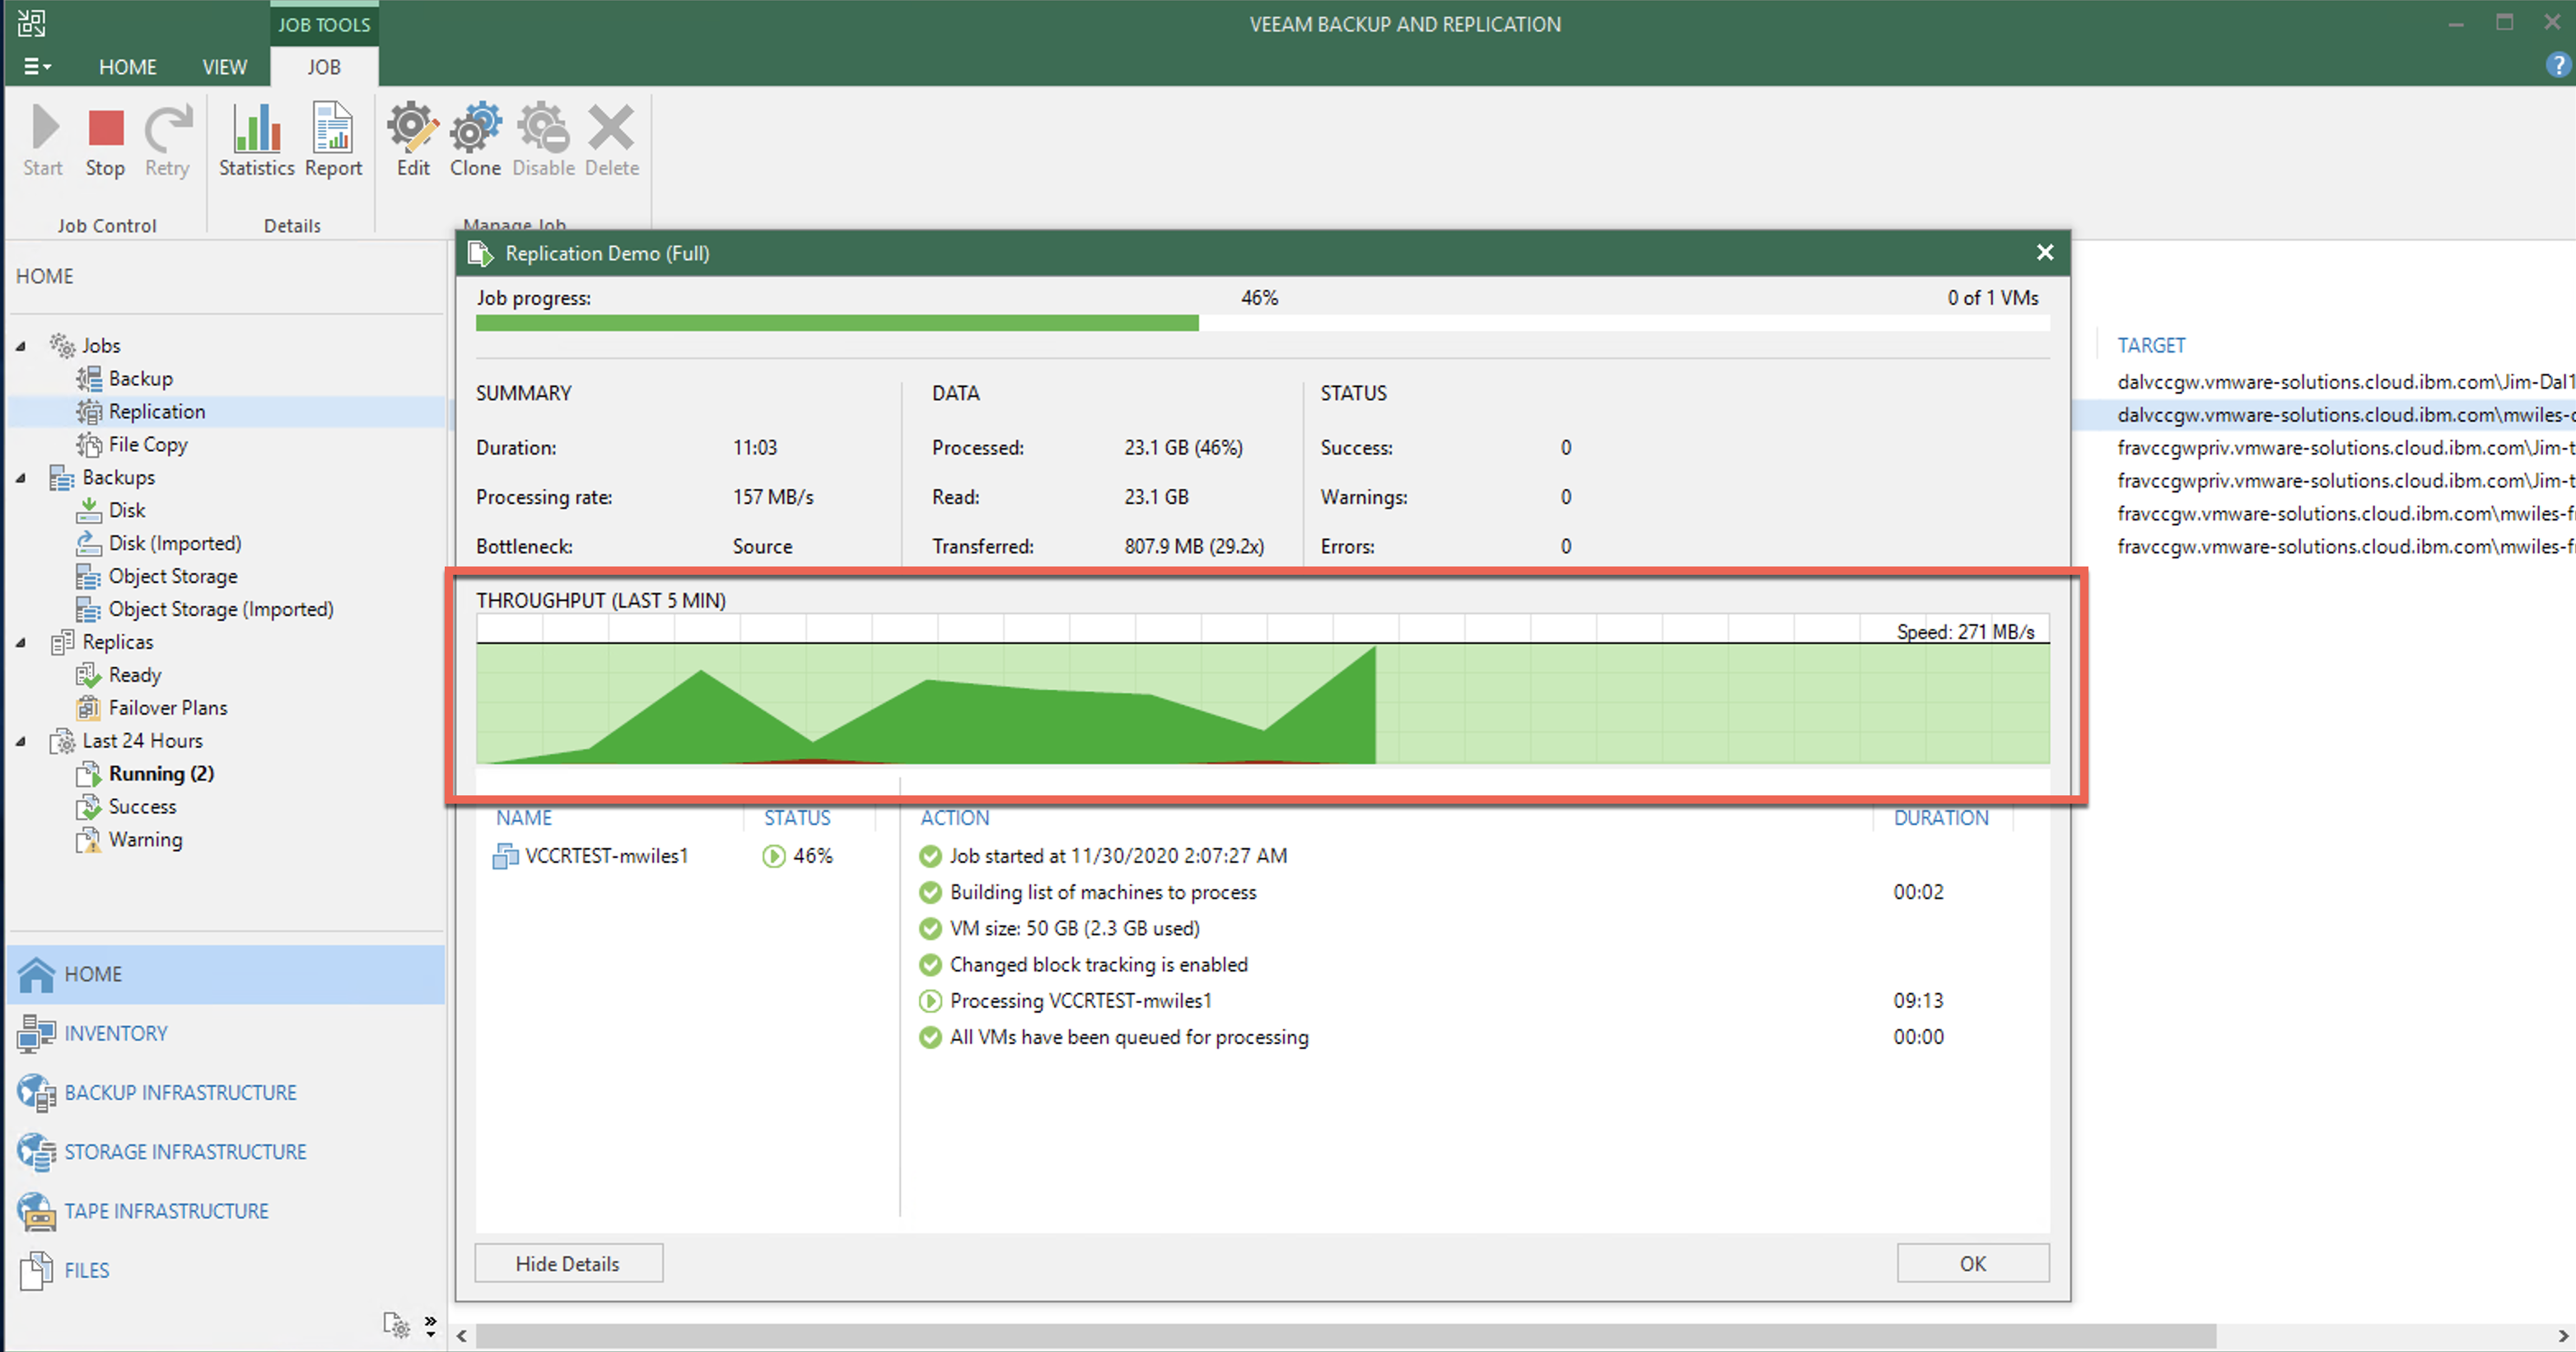 JOB TOOLS
VEEAM BACKUP AND REPLICATION
HOME VIEW JOB
Start Stop Retry Statistics Report Edit Clone Disable Delete
Job Control Details Manage Job
HOME
Jobs
Backup
Replication
File Copy
Backups
Disk
Disk (Imported)
Object Storage
Object Storage (Imported)
Replicas
Ready
Failover Plans
Last 24 Hours
Running (2)
Success
Warning
HOME
INVENTORY
BACKUP INFRASTRUCTURE
STORAGE INFRASTRUCTURE
TAPE INFRASTRUCTURE
FILES
Replication Demo (Full)
Job progress: 46% 0 of 1 VMs
SUMMARY DATA STATUS
Duration: 11:03 Processed: 23.1 GB (46%) Success: 0
Processing rate: 157 MB/s Read: 23.1 GB Warnings: 0
Bottleneck: Source Transferred: 807.9 MB (29.2x) Errors: 0
THROUGHPUT (LAST 5 MIN)
Speed: 271 MB/s
NAME STATUS ACTION DURATION
VCCRTEST-mwiles1 46% Job started at 11/30/2020 2:07:27 AM
Building list of machines to process 00:02
VM size: 50 GB (2.3 GB used)
Changed block tracking is enabled
Processing VCCRTEST-mwiles1 09:13
All VMs have been queued for processing 00:00
Hide Details OK
TARGET
dalvccgw.vmware-solutions.cloud.ibm.com\Jim-Dal1
dalvccgw.vmware-solutions.cloud.ibm.com\mwiles-
fravccgwpriv.vmware-solutions.cloud.ibm.com\Jim-t
fravccgwpriv.vmware-solutions.cloud.ibm.com\Jim-t
fravccgw.vmware-solutions.cloud.ibm.com\mwiles-f
fravccgw.vmware-solutions.cloud.ibm.com\mwiles-f